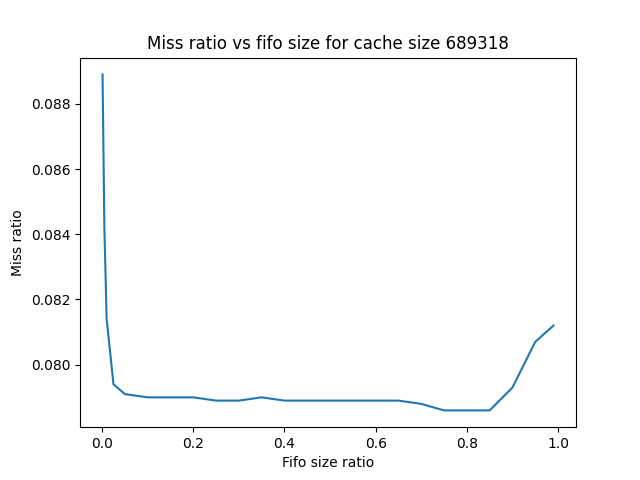 Miss ratio vs fifo size for cache size 689318
0.088
0.086
0.084
0.082
0.080
Miss ratio
0.0 0.2 0.4 0.6 0.8 1.0
Fifo size ratio